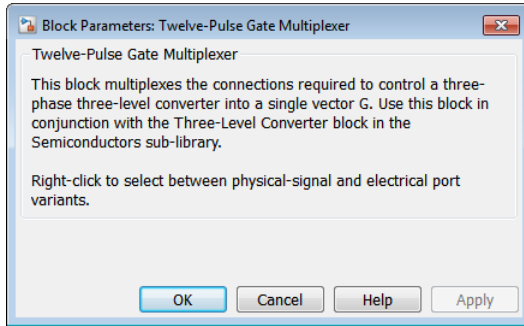 Block Parameters: Twelve-Pulse Gate Multiplexer
Twelve-Pulse Gate Multiplexer
This block multiplexes the connections required to control a three-
phase three-level converter into a single vector G. Use this block in
conjunction with the Three-Level Converter block in the
Semiconductors sub-library.
Right-click to select between physical-signal and electrical port
variants.
OK Cancel Help Apply